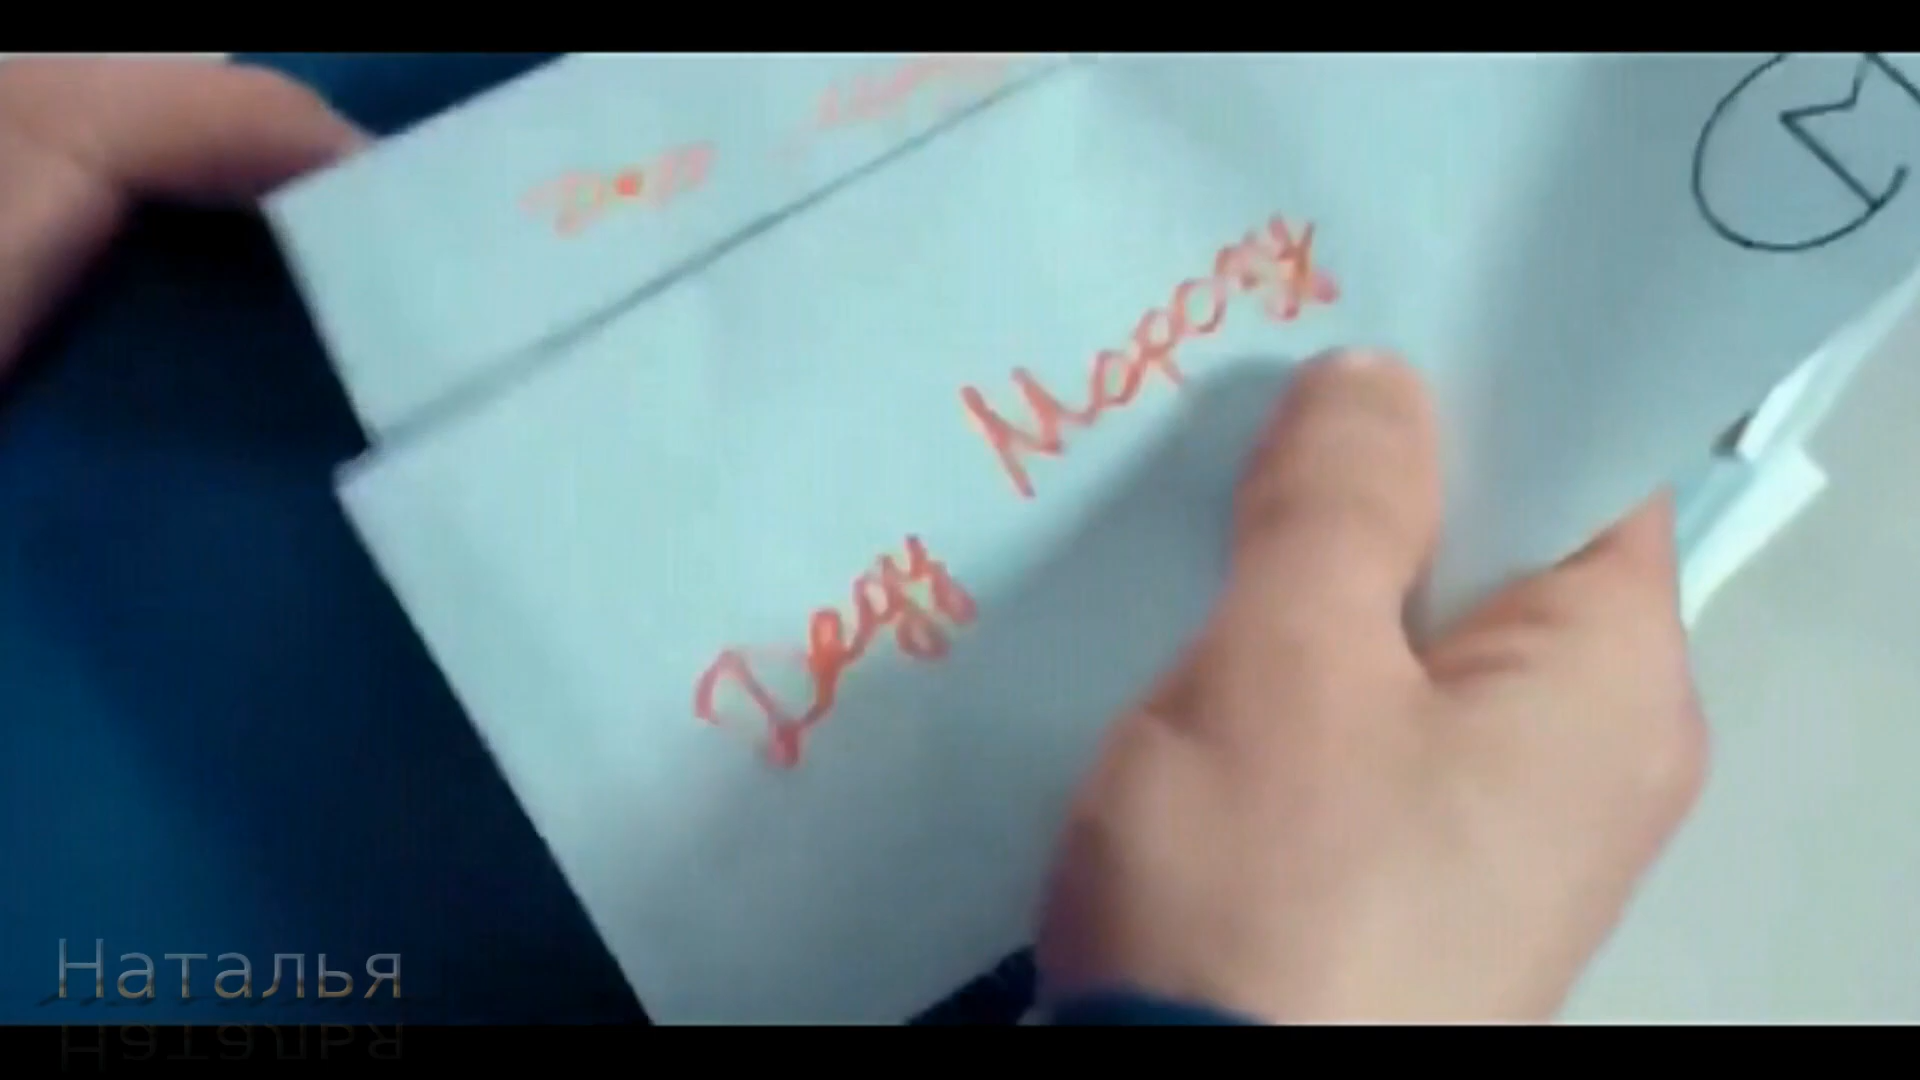 Деду Морозу
Наталья